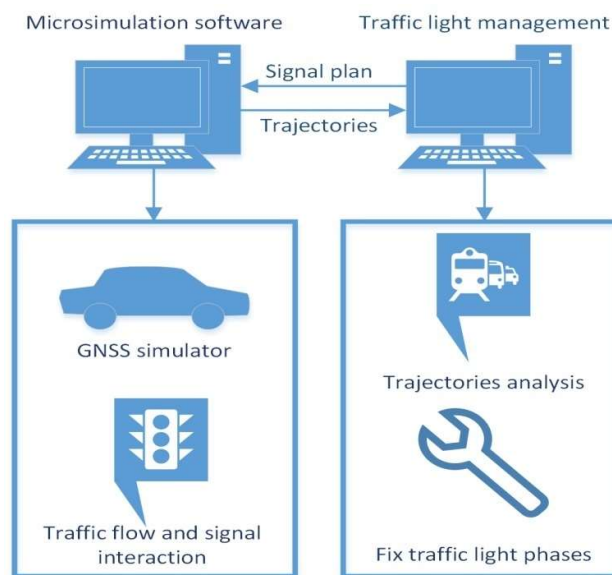 Microsimulation software
Traffic light management
Signal plan
Trajectories
GNSS simulator
Traffic flow and signal
interaction
Trajectories analysis
Fix traffic light phases